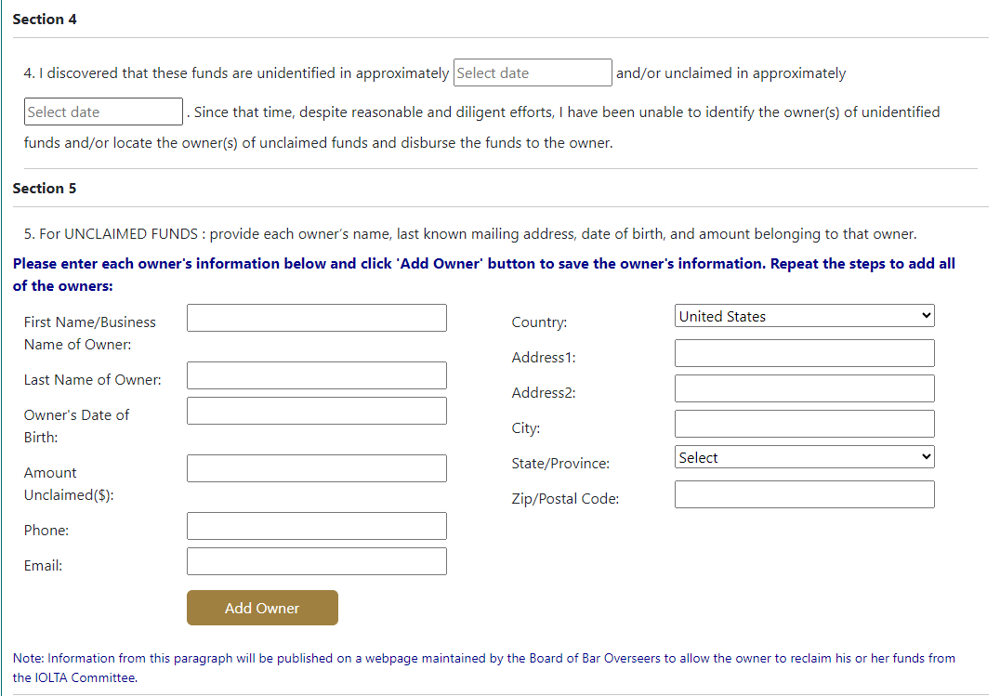 Section 4
4. I discovered that these funds are unidentified in approximately Select date and/or unclaimed in approximately
Select date . Since that time, despite reasonable and diligent efforts, I have been unable to identify the owner(s) of unidentified
funds and/or locate the owner(s) of unclaimed funds and disburse the funds to the owner.
Section 5
5. For UNCLAIMED FUNDS : provide each owner's name, last known mailing address, date of birth, and amount belonging to that owner.
Please enter each owner's information below and click 'Add Owner' button to save the owner's information. Repeat the steps to add all
of the owners:
First Name/Business
Name of Owner:
Last Name of Owner:
Owner's Date of
Birth:
Amount
Unclaimed($):
Phone:
Email:
Country:
United States
Address1:
Address2:
City:
State/Province:
Select
Zip/Postal Code:
Add Owner
Note: Information from this paragraph will be published on a webpage maintained by the Board of Bar Overseers to allow the owner to reclaim his or her funds from
the IOLTA Committee.